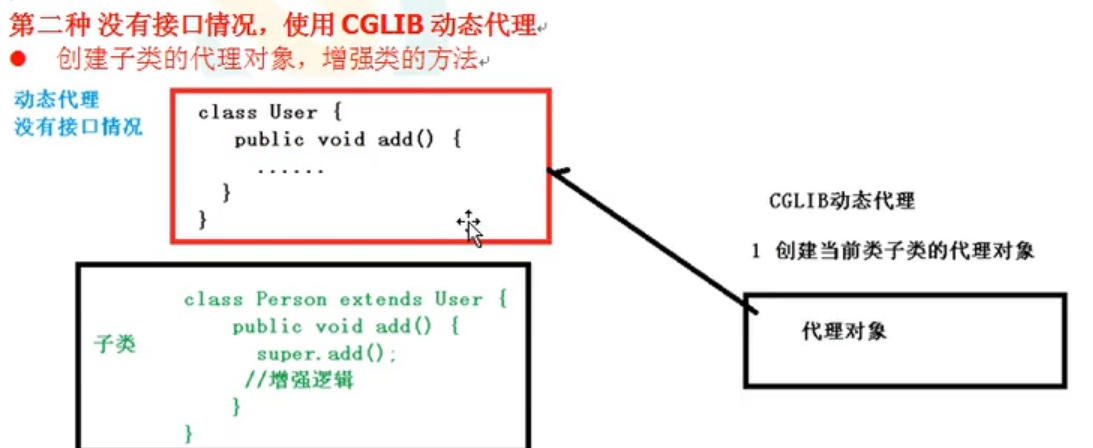 第二种 没有接口情况，使用 CGLIB 动态代理
● 创建子类的代理对象，增强类的方法
动态代理
没有接口情况
class User {
public void add() {
......
}
}
CGLIB动态代理
1 创建当前类子类的代理对象
代理对象
子类
class Person extends User {
public void add() {
super.add();
//增强逻辑
}
}